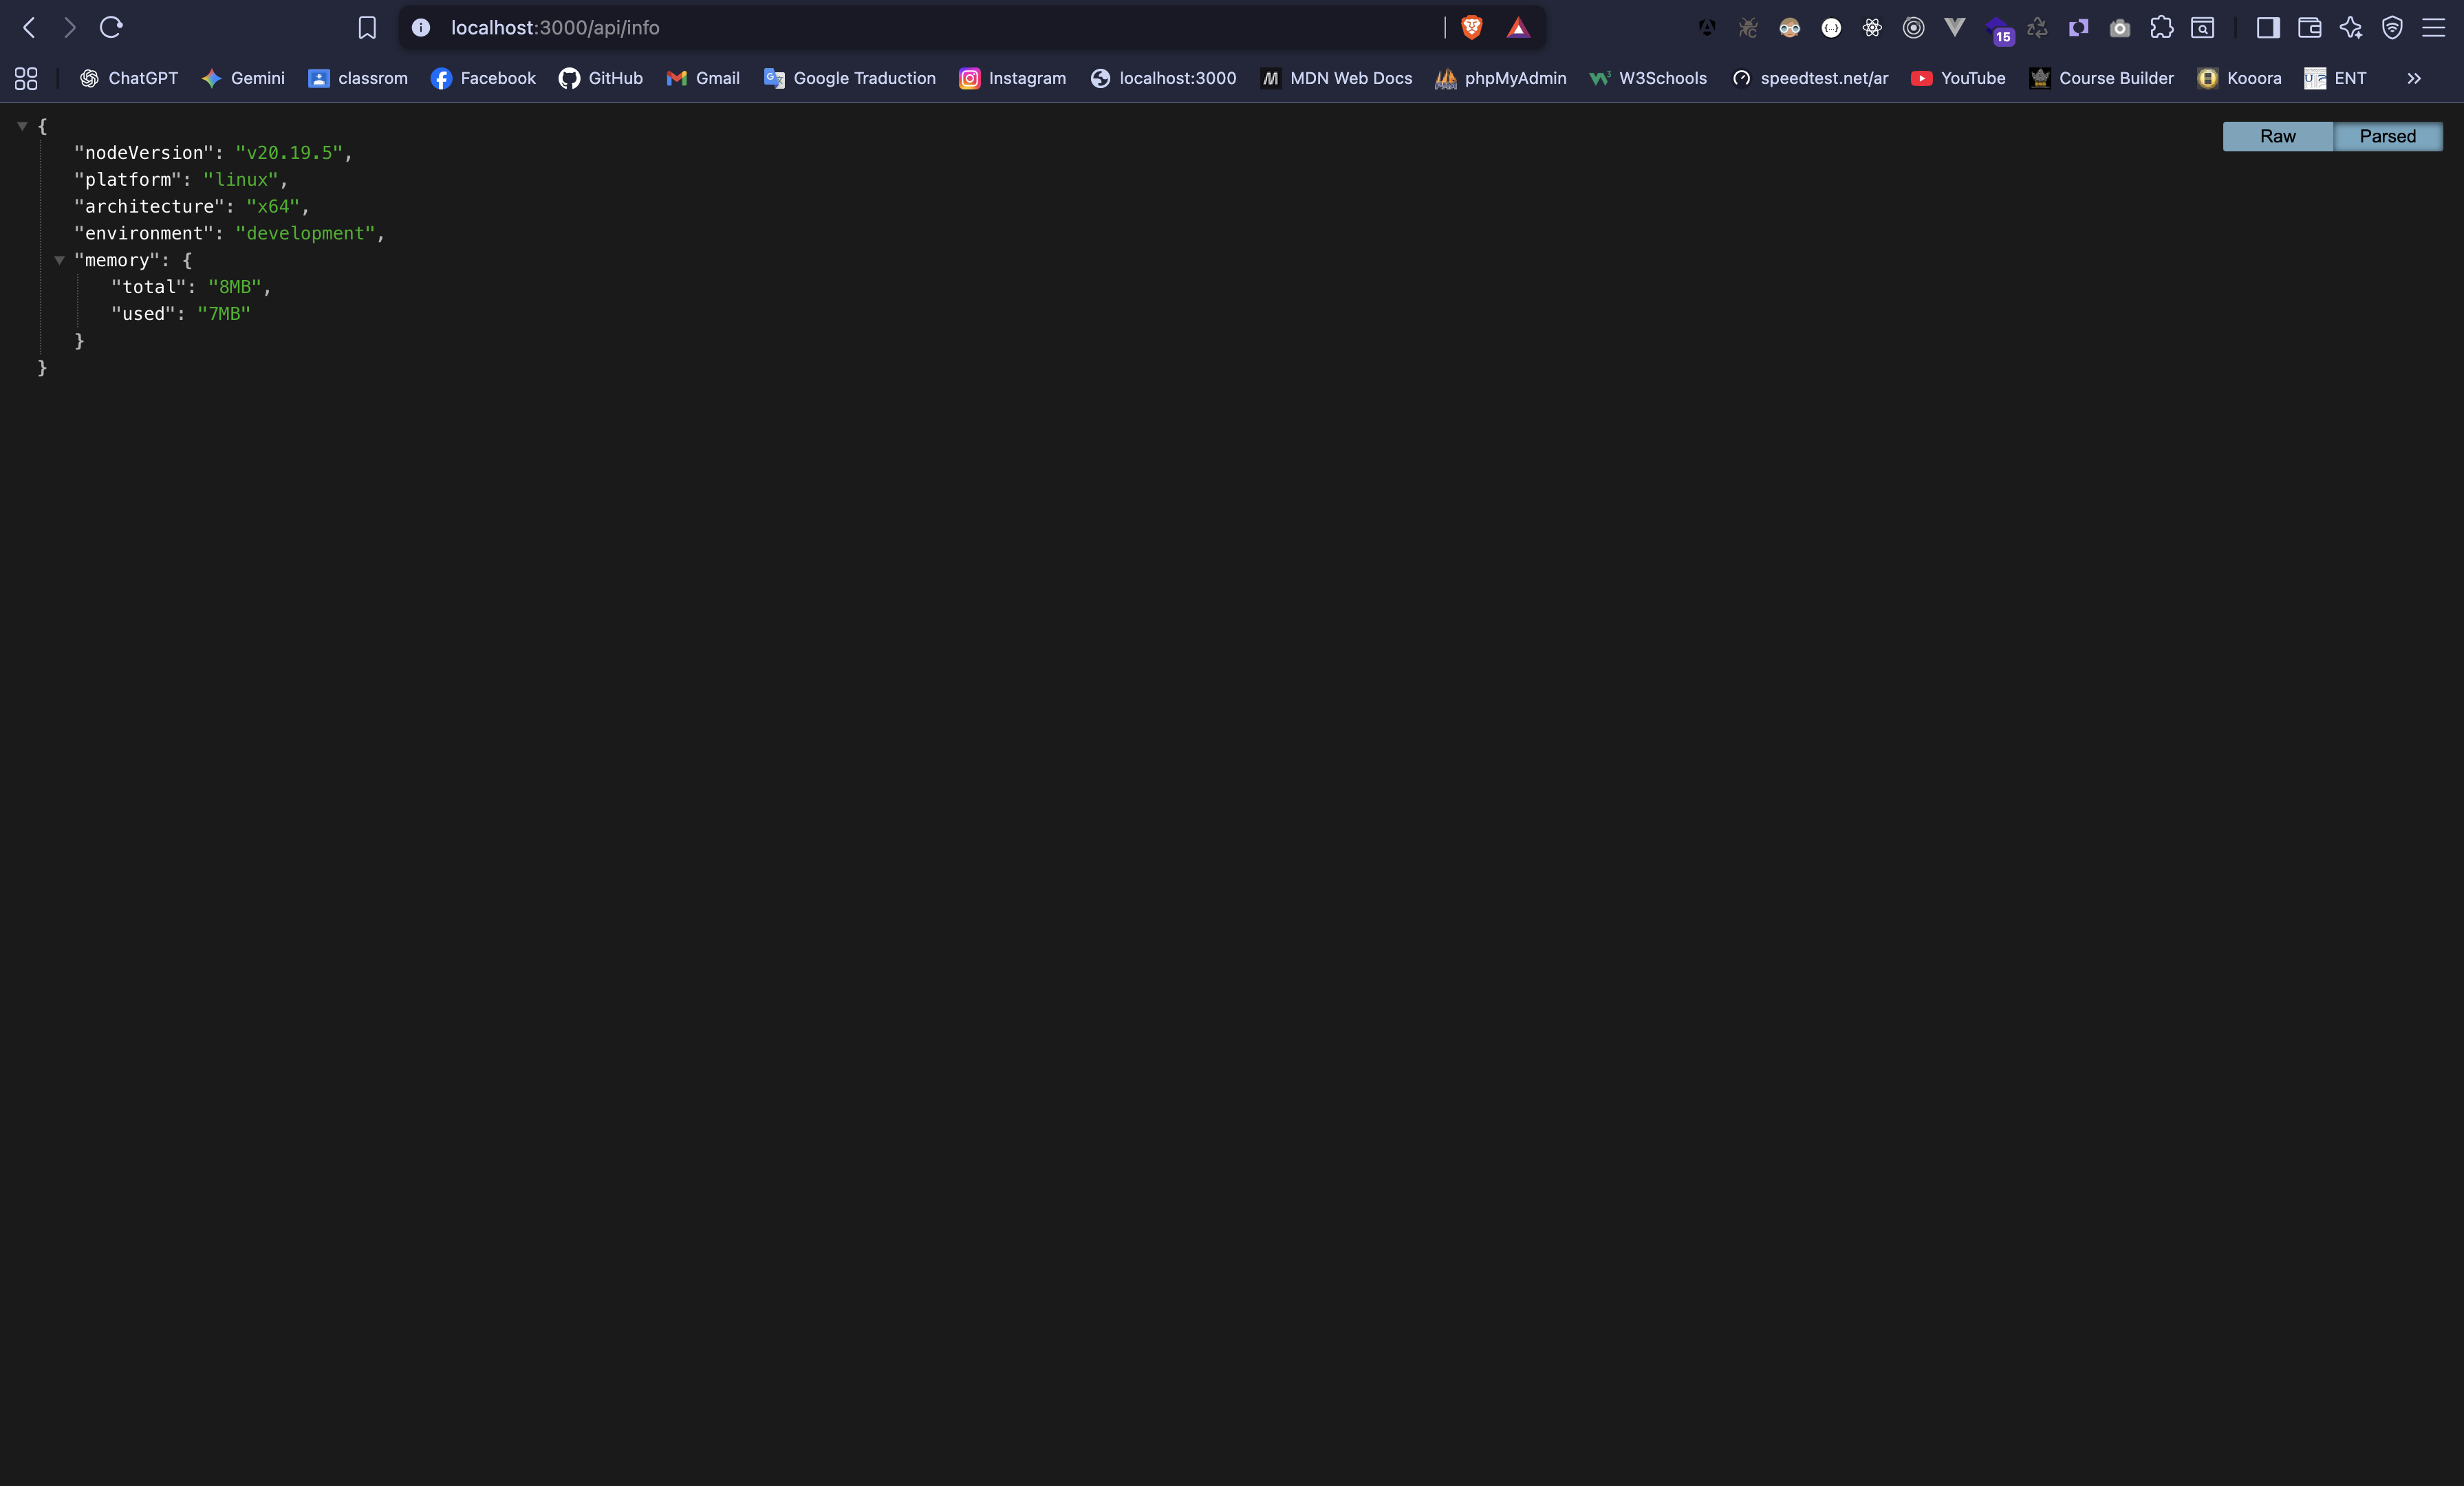 localhost:3000/api/info
15
ChatGPT Gemini classrom Facebook GitHub Gmail Google Traduction Instagram localhost:3000 MDN Web Docs phpMyAdmin W3Schools speedtest.net/ar YouTube Course Builder Kooora ENT
Raw Parsed
{
"nodeVersion": "v20.19.5",
"platform": "linux",
"architecture": "x64",
"environment": "development",
"memory": {
"total": "8MB",
"used": "7MB"
}
}